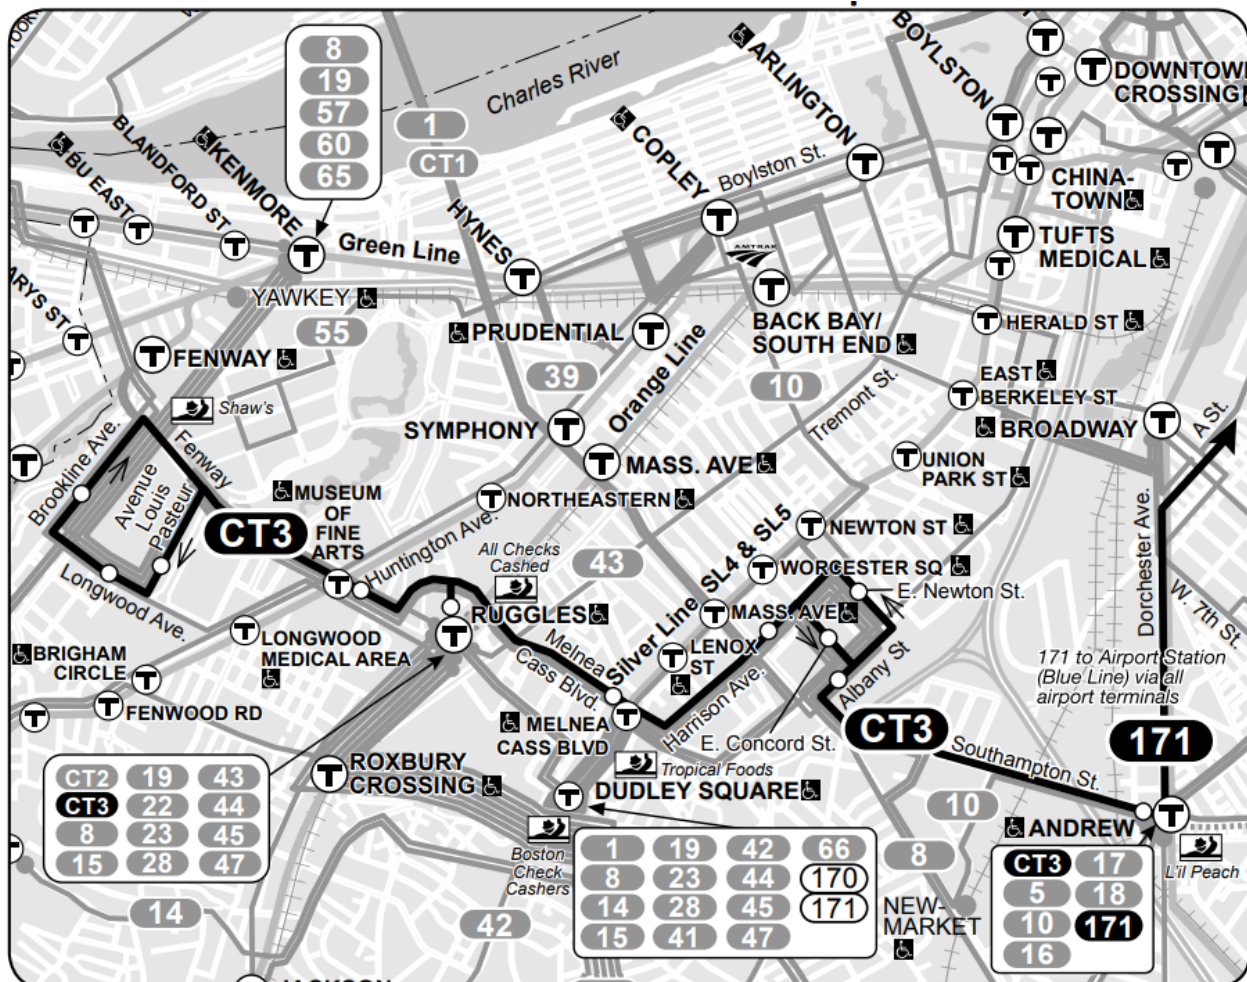 8
19
57
60
65
1
CT1
Charles River
ARLINGTON
BOYLSTON
DOWNTOWN
CROSSING
COPLEY
Boylston St.
CHINA-
TOWN
TUFTS
MEDICAL
BU EAST
BLANDFORD ST
KENMORE
Green Line
HYNES
AMTRAK
YAWKEY
55
ARYS ST
FENWAY
PRUDENTIAL
BACK BAY/
SOUTH END
HERALD ST
Orange Line
39
10
EAST
BERKELEY ST
Shaw's
Tremont St.
BROADWAY
A St.
SYMPHONY
MASS. AVE
UNION
PARK ST
Brookline Ave.
Fenway
Avenue
Louis
Pasteur
MUSEUM
OF
FINE
ARTS
NORTHEASTERN
Huntington Ave.
CT3
All Checks
Cashed
43
Silver Line SL4 & SL5
NEWTON ST
WORCESTER SQ
E. Newton St.
Dorchester Ave.
W. 7th St.
Longwood Ave.
RUGGLES
MASS. AVE
LENOX
ST
LONGWOOD
MEDICAL AREA
BRIGHAM
CIRCLE
FENWOOD RD
Melnea
Cass Blvd.
MELNEA
CASS BLVD
Harrison Ave.
Albany St
E. Concord St.
171 to Airport Station
(Blue Line) via all
airport terminals
CT3
171
Southampton St.
Tropical Foods
ROXBURY
CROSSING
DUDLEY SQUARE
10
ANDREW
CT2 19 43
CT3 22 44
8 23 45
15 28 47
Boston
Check
Cashers
1 19 42 66
8 23 44 170
14 28 45 171
15 41 47
8
NEW-
MARKET
CT3 17
5 18
10 171
16
L'il Peach
14
42
JACKSON